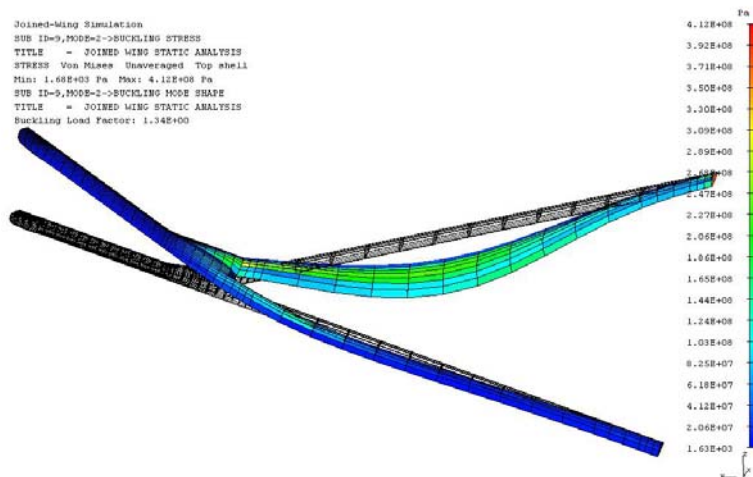 Joined-Wing Simulation
SUB ID=9,MODE=2->BUCKLING STRESS
TITLE = JOINED WING STATIC ANALYSIS
STRESS Von Mises Unaveraged Top shell
Min: 1.68E+03 Pa Max: 4.12E+08 Pa
SUB ID=9,MODE=2->BUCKLING MODE SHAPE
TITLE = JOINED WING STATIC ANALYSIS
Buckling Load Factor: 1.34E+00
Pa
4.12E+08
3.92E+08
3.71E+08
3.50E+08
3.30E+08
3.09E+08
2.89E+08
2.68E+08
2.47E+08
2.27E+08
2.06E+08
1.86E+08
1.65E+08
1.44E+08
1.24E+08
1.03E+08
8.25E+07
6.18E+07
4.12E+07
2.06E+07
1.63E+03
Z